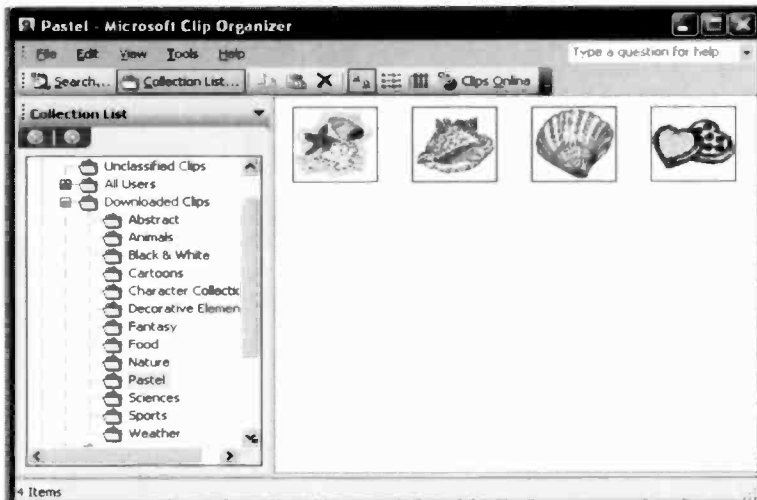 Pastel - Microsoft Clip Organizer
File Edit View Tools Help
Type a question for help
Search... Collection List... Clips Online
Collection List
Unclassified Clips
All Users
Downloaded Clips
Abstract
Animals
Black & White
Cartoons
Character Collectic
Decorative Elemen
Fantasy
Food
Nature
Pastel
Sciences
Sports
Weather
4 Items